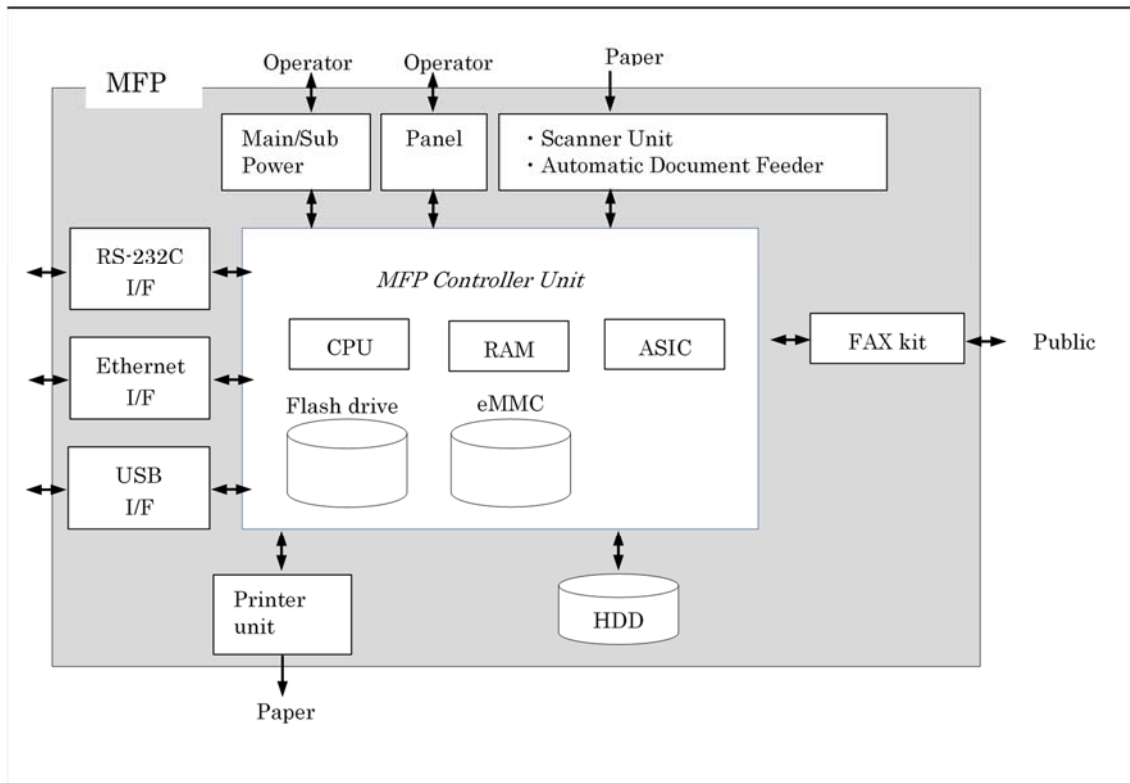 Operator
Operator
Paper
MFP
Main/Sub
Power
Panel
・Scanner Unit
・Automatic Document Feeder
RS-232C
I/F
MFP Controller Unit
CPU
RAM
ASIC
FAX kit
Public
Ethernet
I/F
Flash drive
eMMC
USB
I/F
Printer
unit
HDD
Paper